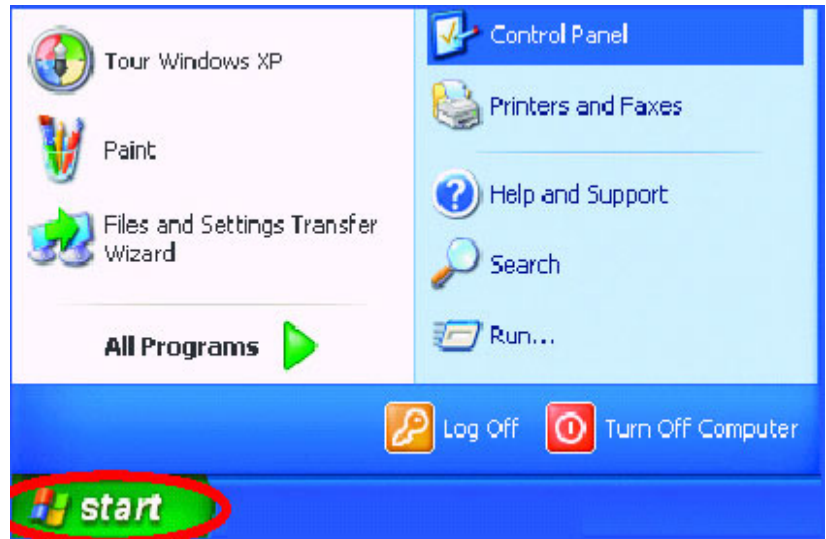 Tour Windows XP
Paint
Files and Settings Transfer
Wizard
All Programs
Control Panel
Printers and Faxes
Help and Support
Search
Run...
Log Off
Turn Off Computer
start